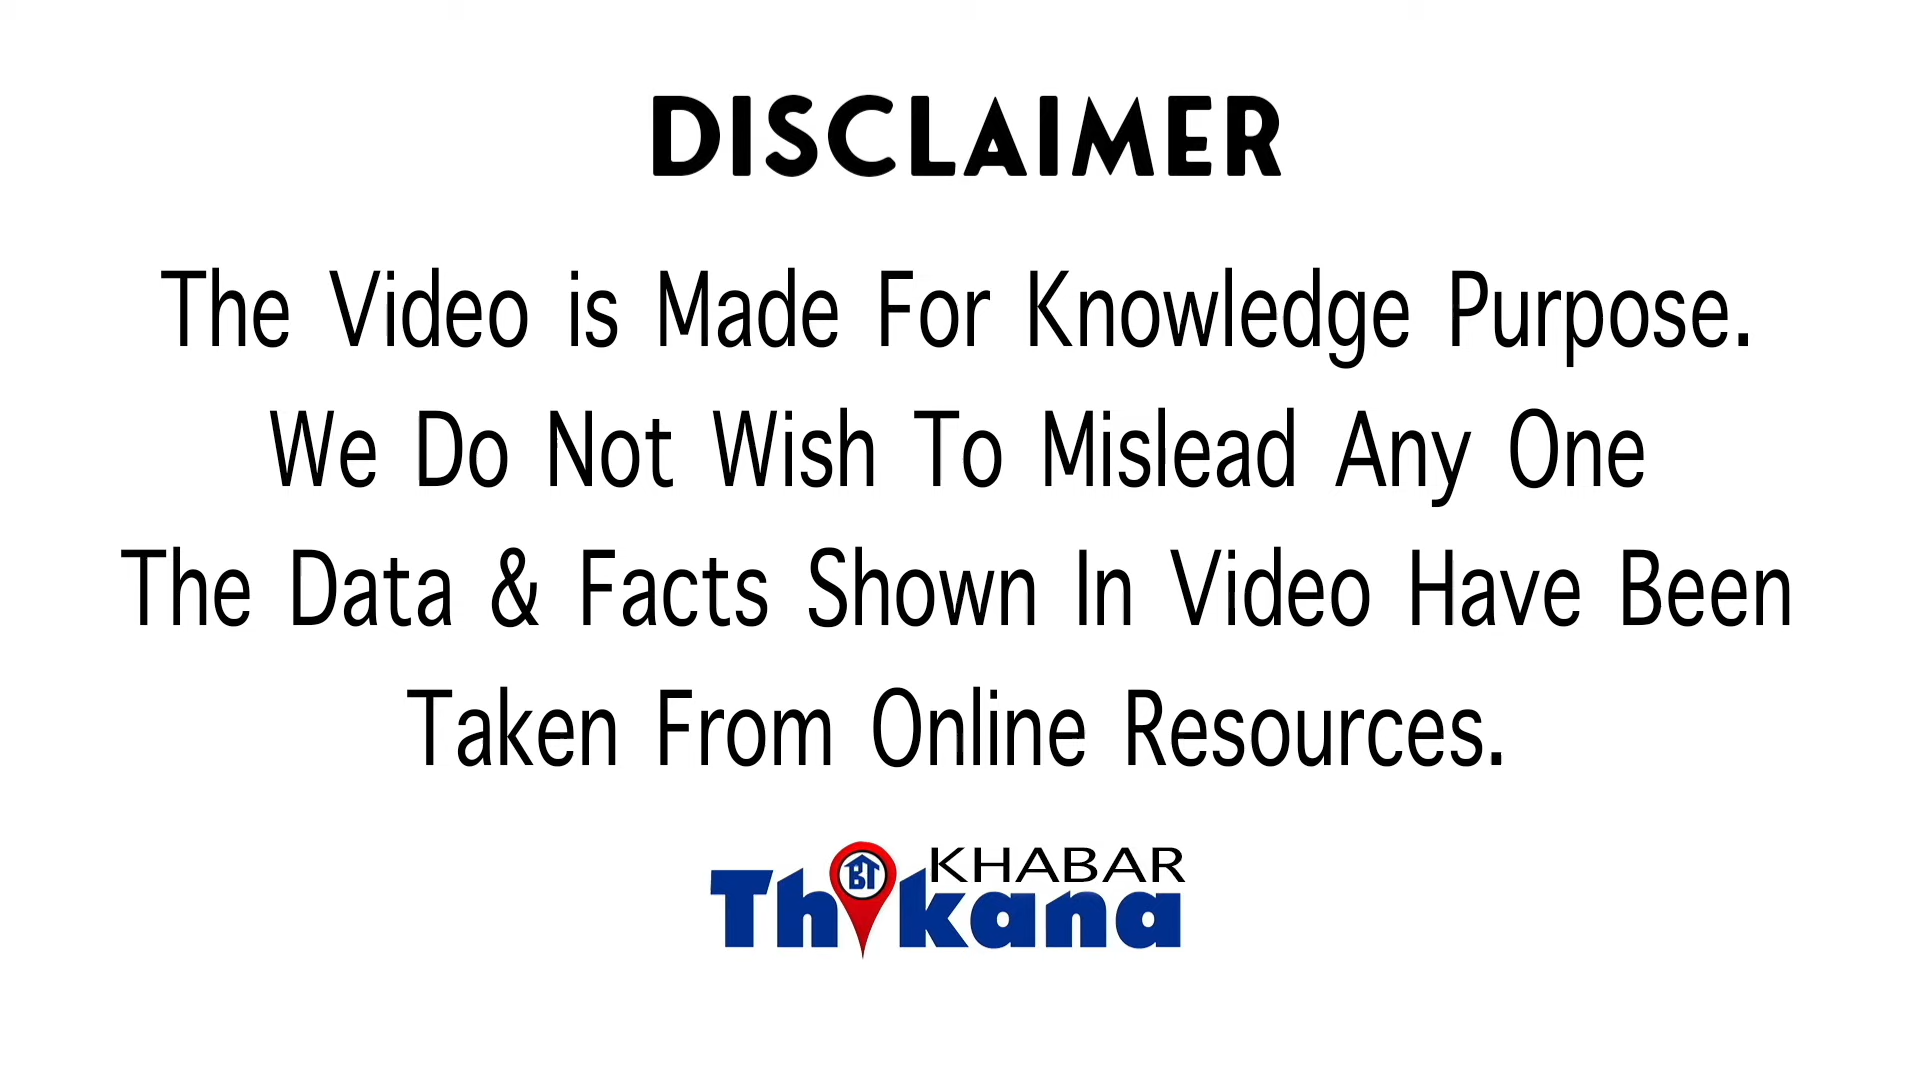 DISCLAIMER
The Video is Made For Knowledge Purpose.
We Do Not Wish To Mislead Any One
The Data & Facts Shown In Video Have Been
Taken From Online Resources.
KHABAR
BT
Thikana